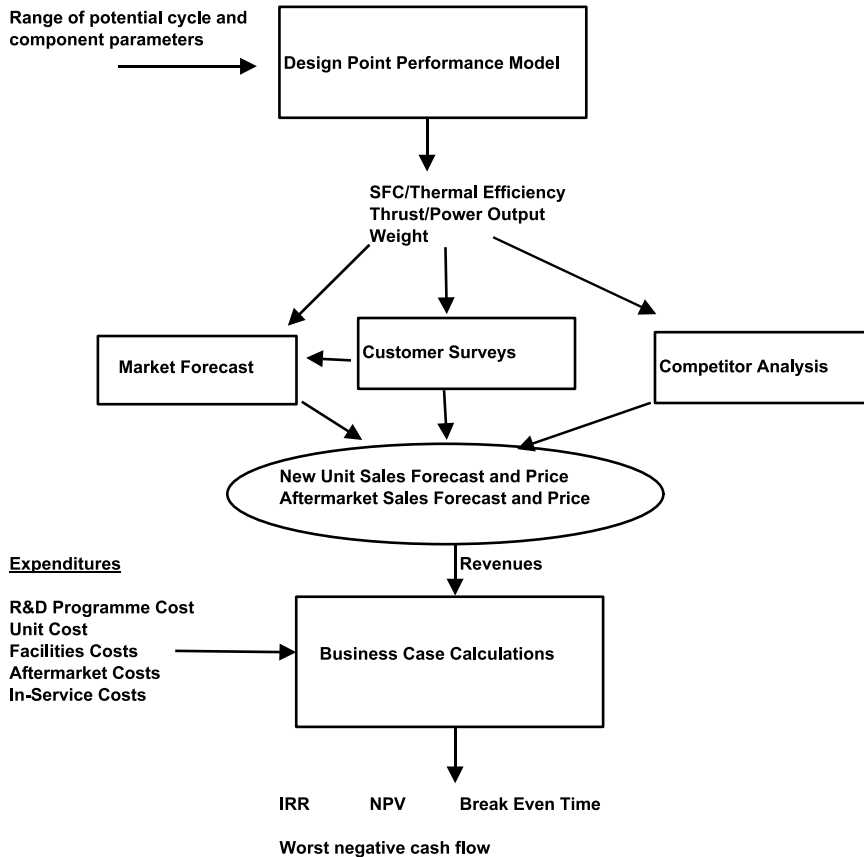 Range of potential cycle and
component parameters
Design Point Performance Model
SFC/Thermal Efficiency
Thrust/Power Output
Weight
Market Forecast
Customer Surveys
Competitor Analysis
New Unit Sales Forecast and Price
Aftermarket Sales Forecast and Price
Revenues
Expenditures
R&D Programme Cost
Unit Cost
Facilities Costs
Aftermarket Costs
In-Service Costs
Business Case Calculations
IRR NPV Break Even Time
Worst negative cash flow